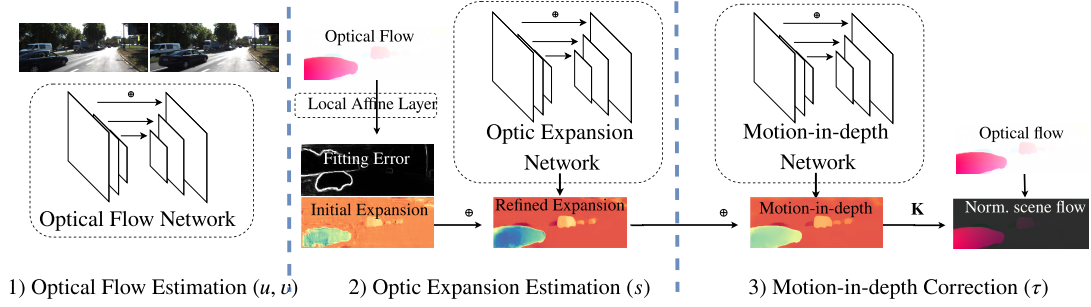 ⊕
Optical Flow Network
1) Optical Flow Estimation (u, υ)
Optical Flow
Local Affine Layer
Fitting Error
Initial Expansion
⊕
⊕
Optic Expansion
Network
Refined Expansion
2) Optic Expansion Estimation (s)
⊕
⊕
Motion-in-depth
Network
Motion-in-depth
K
Optical flow
Norm. scene flow
3) Motion-in-depth Correction (τ)